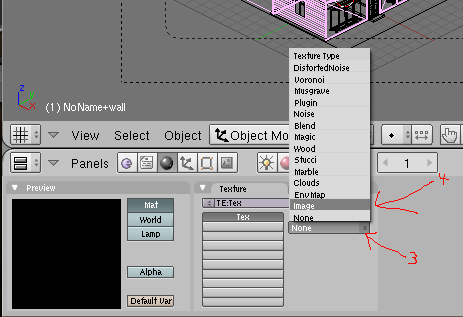 Z
X
(1) NoName+wall
View Select Object Object Mo
Panels 1
Preview
Mat
World
Lamp
Alpha
Default Var
Texture
TE:Tex
Tex
Texture Type
DistortedNoise
Voronoi
Musgrave
Plugin
Noise
Blend
Magic
Wood
Stucci
Marble
Clouds
EnvMap
Image
None
None
4
3